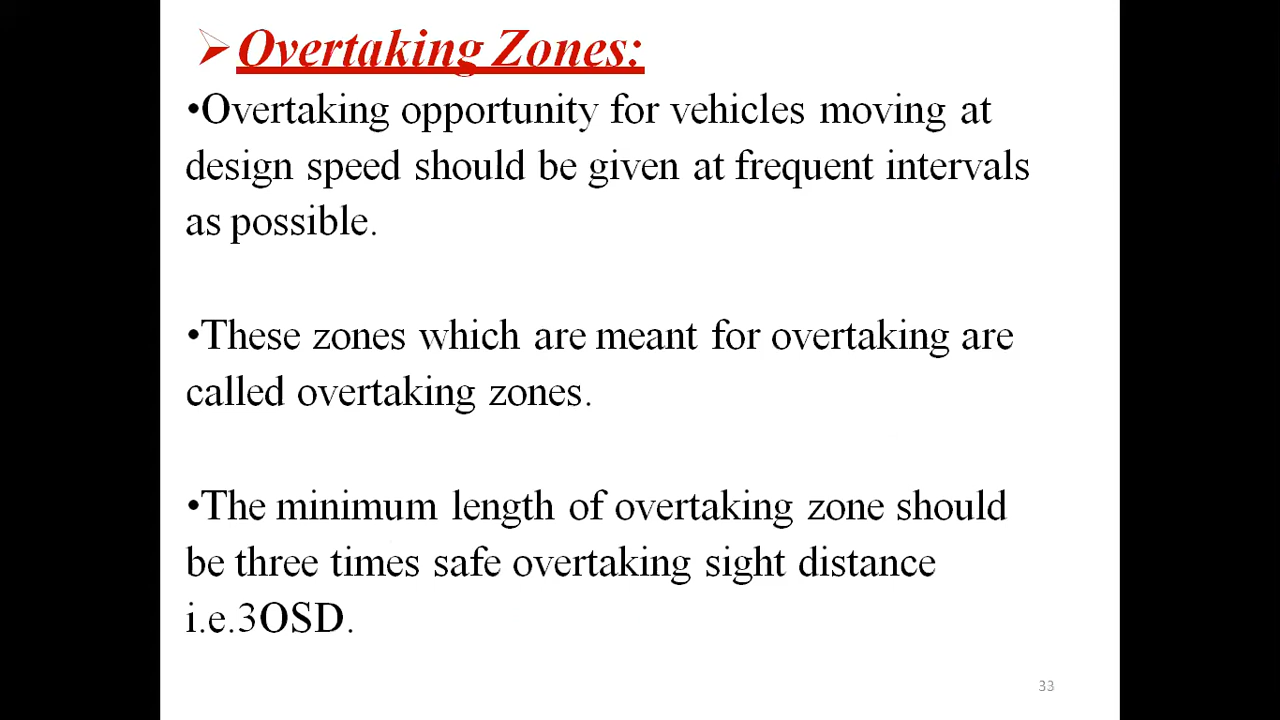 ➢Overtaking Zones:
•Overtaking opportunity for vehicles moving at
design speed should be given at frequent intervals
as possible.
•These zones which are meant for overtaking are
called overtaking zones.
•The minimum length of overtaking zone should
be three times safe overtaking sight distance
i.e.3OSD.
33